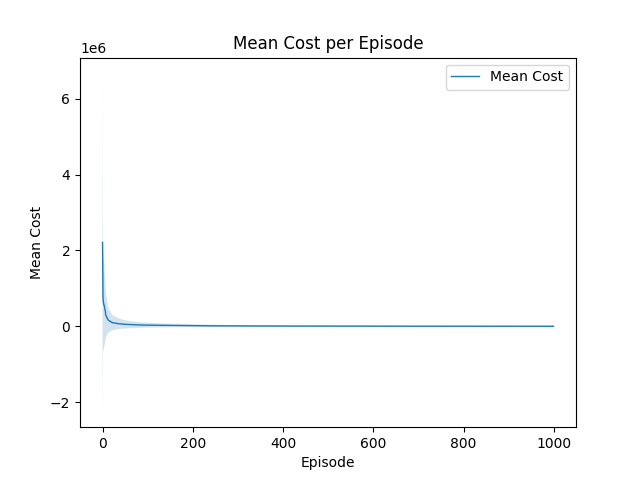 Mean Cost per Episode
1e6
Mean Cost
6
4
2
0
−2
Mean Cost
0 200 400 600 800 1000
Episode